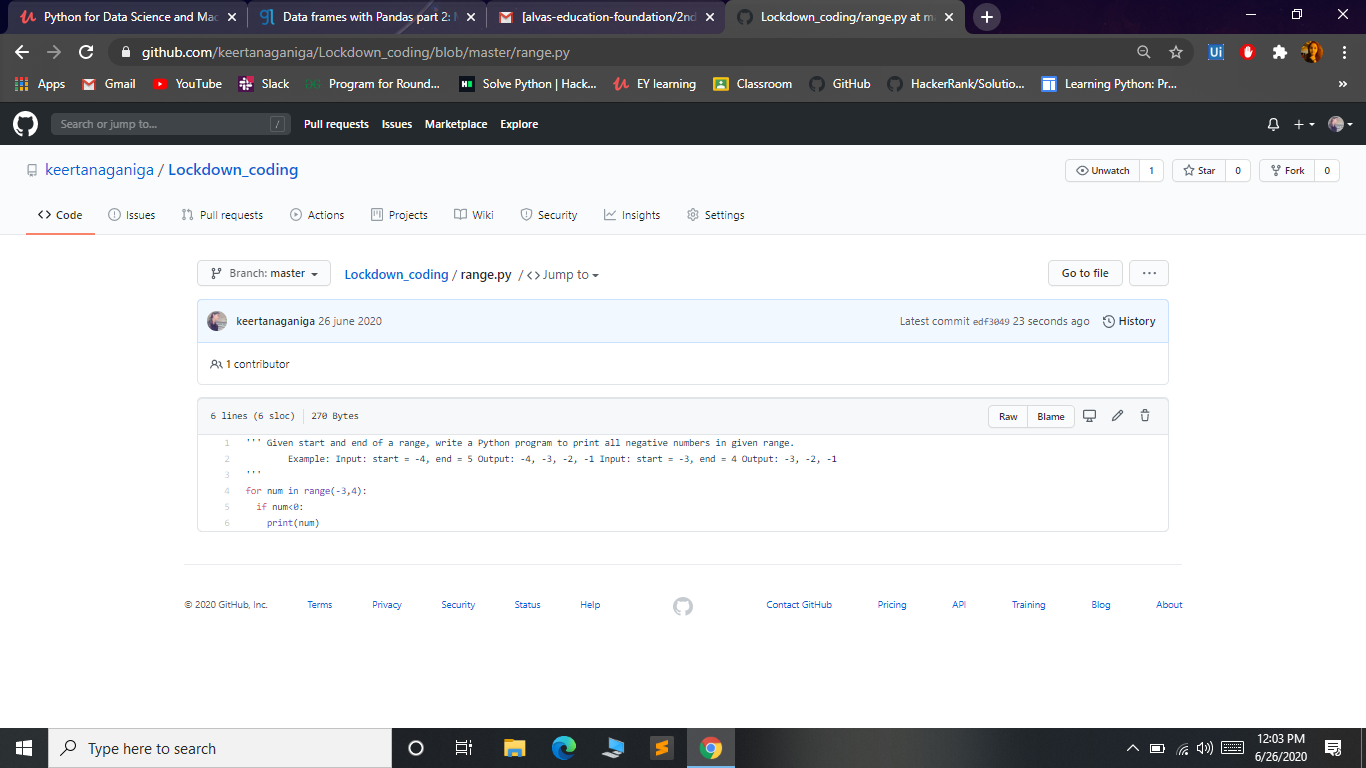 Python for Data Science and Mac
Data frames with Pandas part 2:
[alvas-education-foundation/2nd
Lockdown_coding/range.py at ma
github.com/keertanaganiga/Lockdown_coding/blob/master/range.py
Apps Gmail YouTube Slack Program for Round... Solve Python | Hack... EY learning Classroom GitHub HackerRank/Solutio... Learning Python: Pr... »
Search or jump to... / Pull requests Issues Marketplace Explore
keertanaganiga / Lockdown_coding
Unwatch 1 Star 0 Fork 0
Code Issues Pull requests Actions Projects Wiki Security Insights Settings
Branch: master Lockdown_coding / range.py / <> Jump to Go to file ...
keertanaganiga 26 june 2020 Latest commit edf3049 23 seconds ago History
1 contributor
6 lines (6 sloc) 270 Bytes Raw Blame
1 ''' Given start and end of a range, write a Python program to print all negative numbers in given range.
2 Example: Input: start = -4, end = 5 Output: -4, -3, -2, -1 Input: start = -3, end = 4 Output: -3, -2, -1
3 '''
4 for num in range(-3,4):
5 if num<0:
6 print(num)
© 2020 GitHub, Inc. Terms Privacy Security Status Help Contact GitHub Pricing API Training Blog About
Type here to search
12:03 PM
6/26/2020